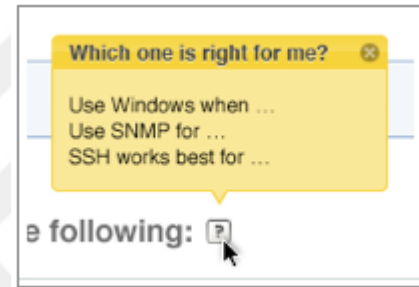 Which one is right for me?
Use Windows when ...
Use SNMP for ...
SSH works best for ...
e following: ?